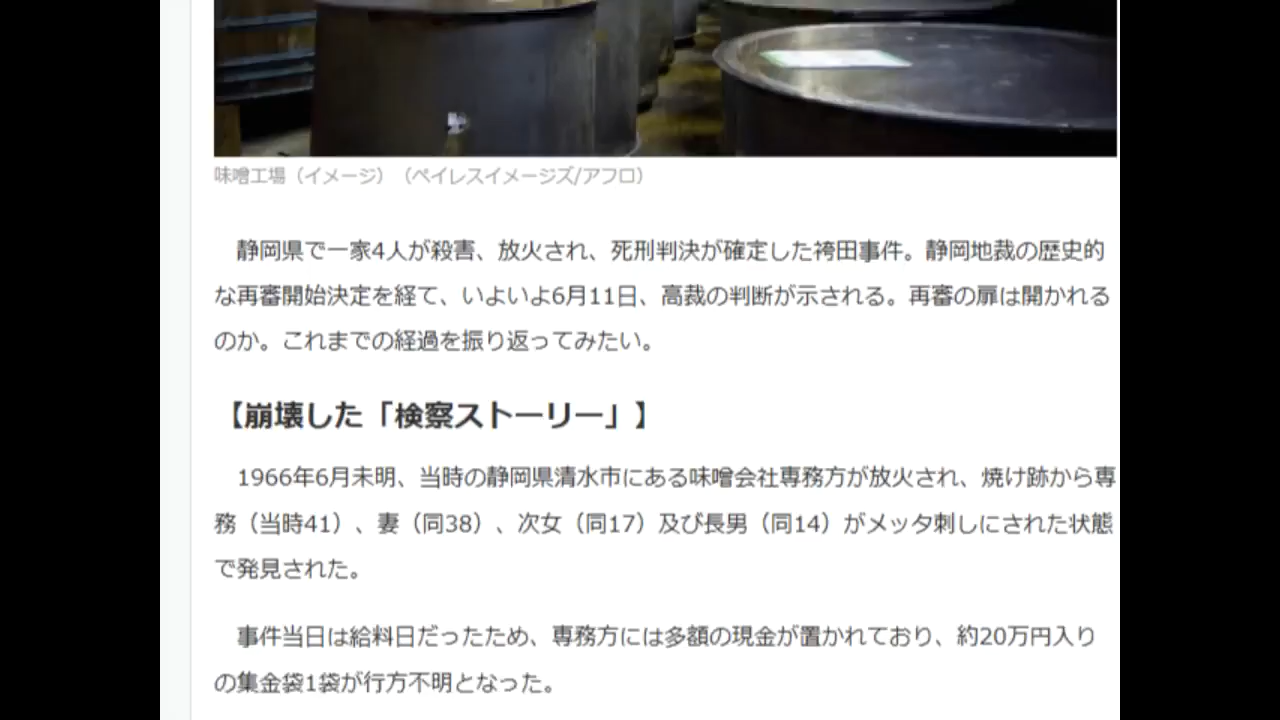 味噌工場（イメージ）（ペイレスイメージズ/アフロ）
静岡県で一家4人が殺害、放火され、死刑判決が確定した袴田事件。静岡地裁の歴史的
な再審開始決定を経て、いよいよ6月11日、高裁の判断が示される。再審の扉は開かれる
のか。これまでの経過を振り返ってみたい。
【崩壊した「検察ストーリー」】
1966年6月未明、当時の静岡県清水市にある味噌会社専務方が放火され、焼け跡から専
務（当時41）、妻（同38）、次女（同17）及び長男（同14）がメッタ刺しにされた状態
で発見された。
事件当日は給料日だったため、専務方には多額の現金が置かれており、約20万円入り
の集金袋1袋が行方不明となった。